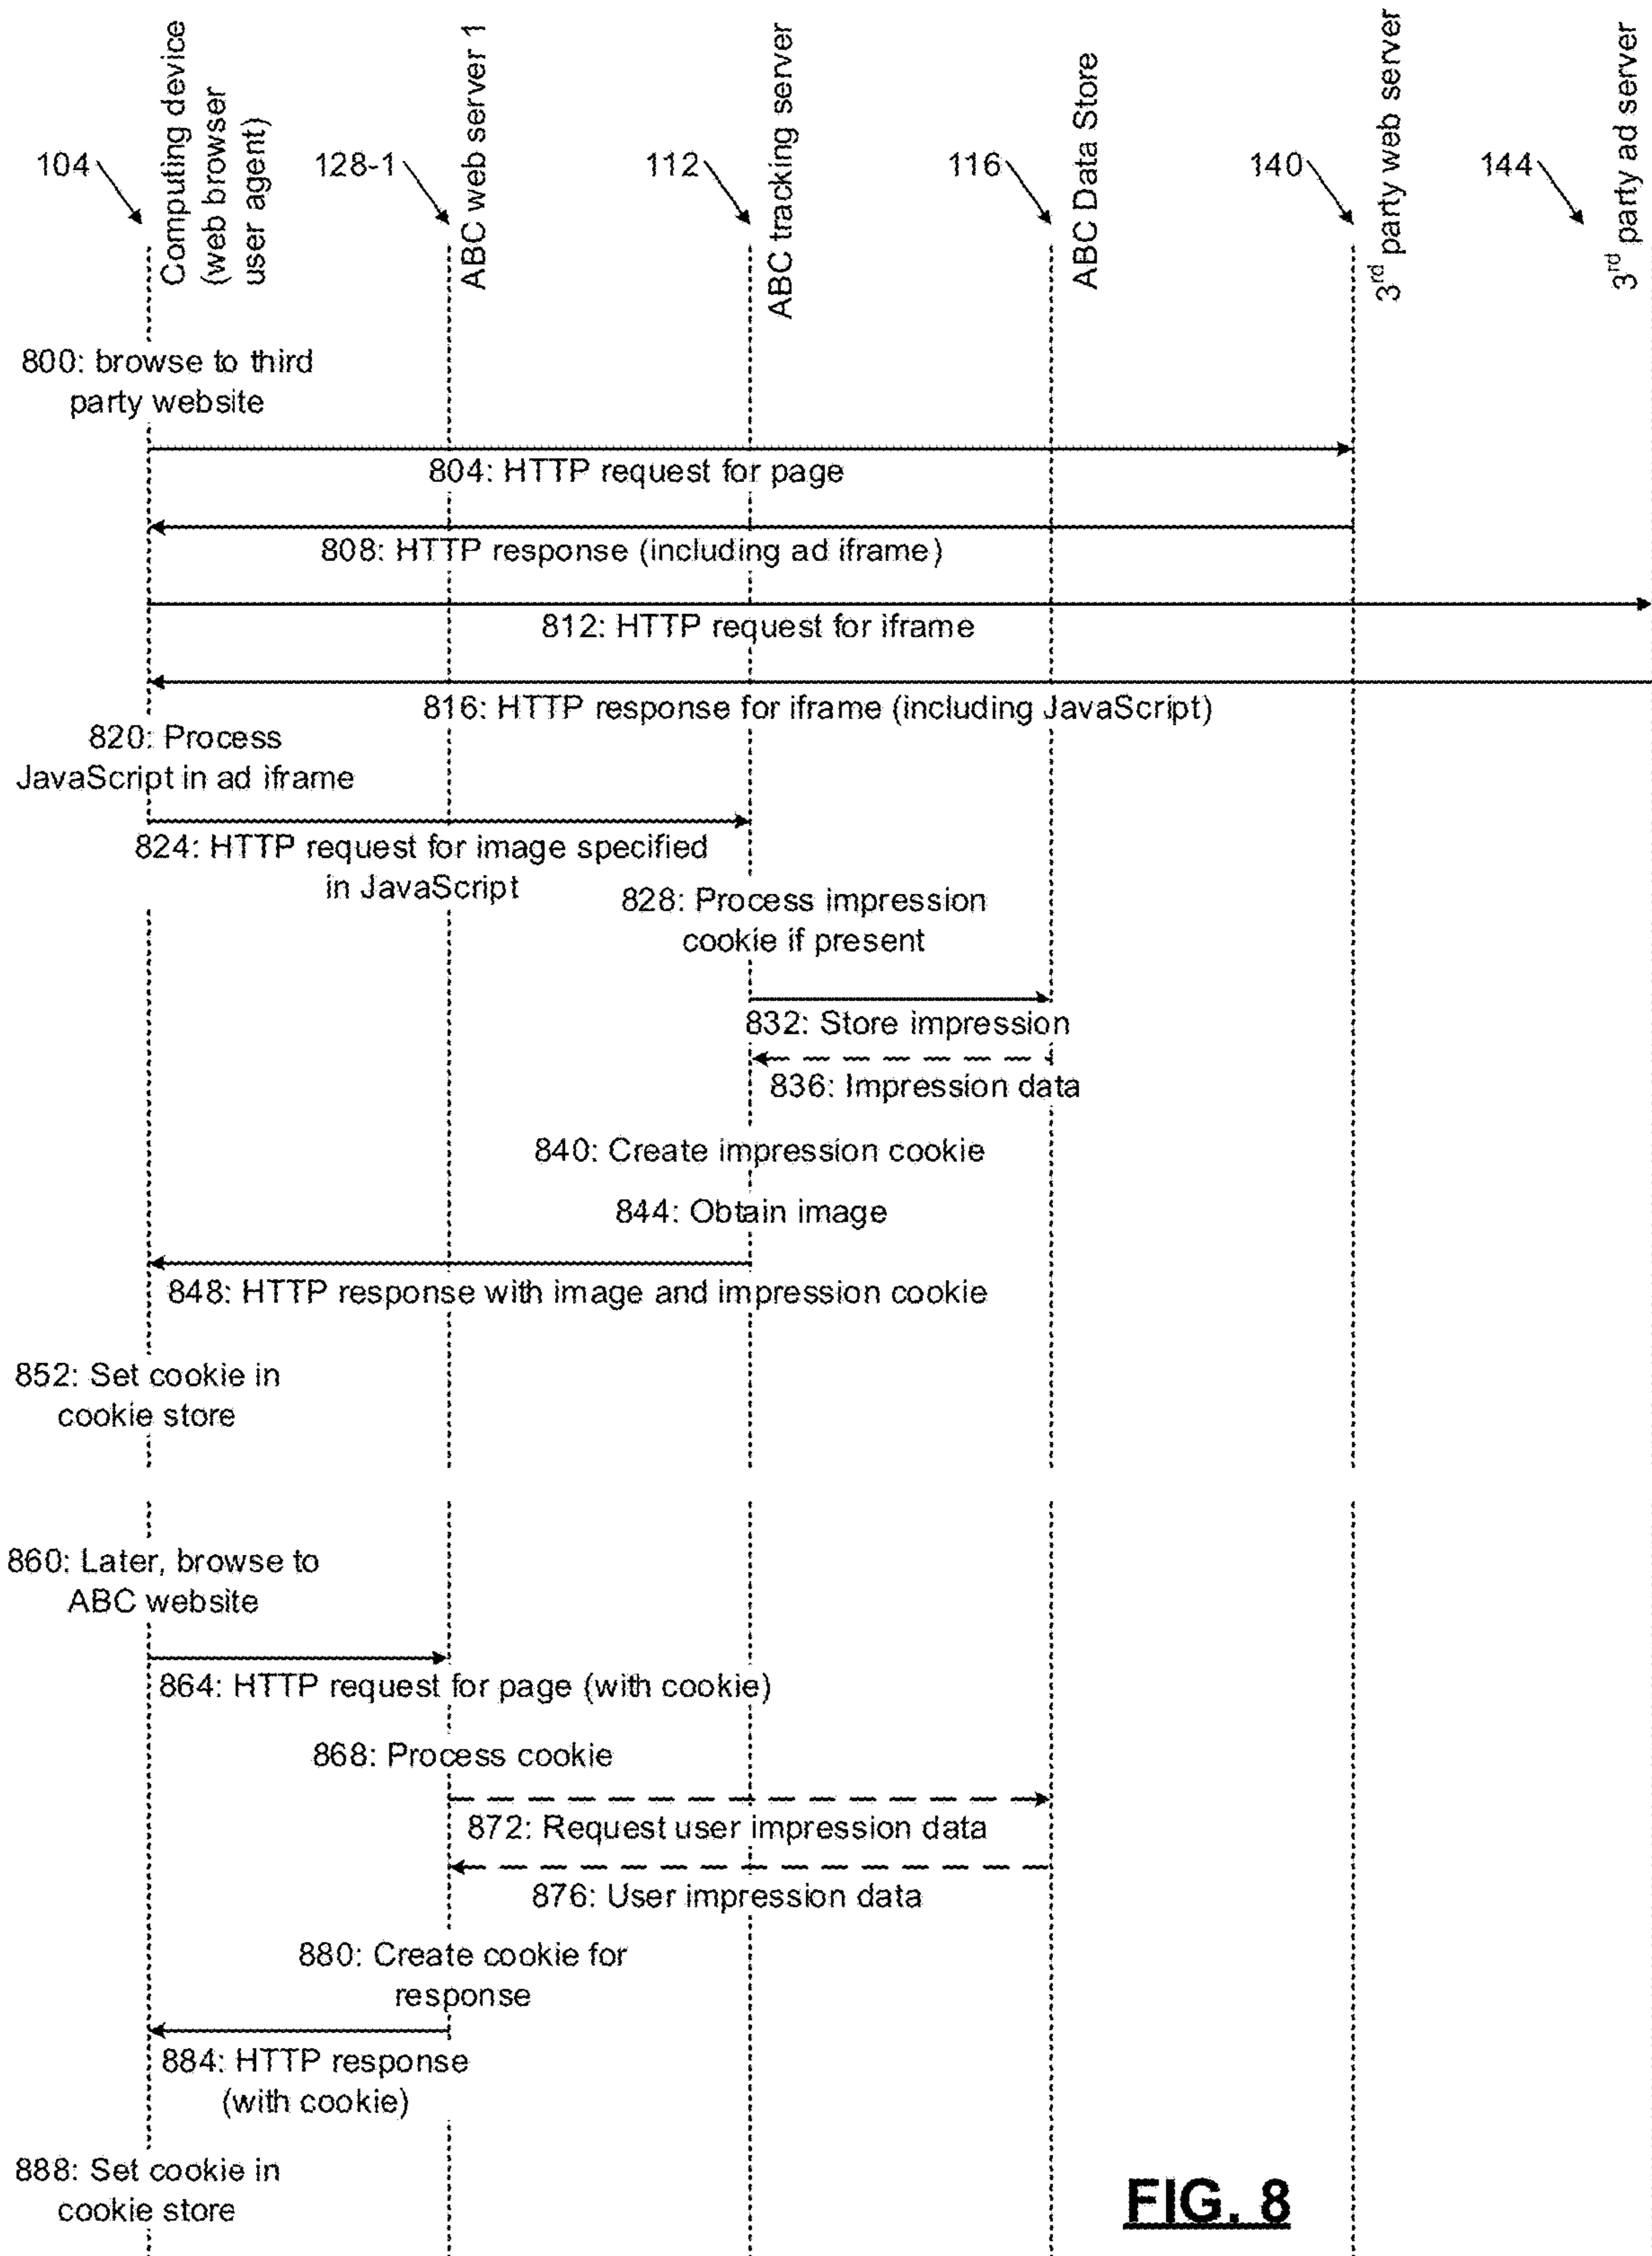 104
Computing device
(web browser
user agent)
128-1
ABC web server 1
112
ABC tracking server
116
ABC Data Store
140
3rd party web server
144
3rd party ad server
800: browse to third
party website
804: HTTP request for page
808: HTTP response (including ad iframe)
812: HTTP request for iframe
816: HTTP response for iframe (including JavaScript)
820: Process
JavaScript in ad iframe
824: HTTP request for image specified
in JavaScript
828: Process impression
cookie if present
832: Store impression
836: Impression data
840: Create impression cookie
844: Obtain image
848: HTTP response with image and impression cookie
852: Set cookie in
cookie store
860: Later, browse to
ABC website
864: HTTP request for page (with cookie)
868: Process cookie
872: Request user impression data
876: User impression data
880: Create cookie for
response
884: HTTP response
(with cookie)
888: Set cookie in
cookie store
FIG. 8